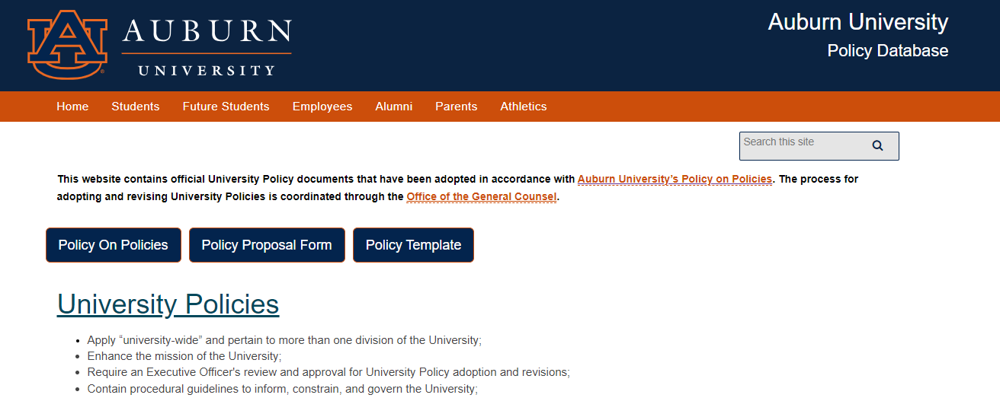 AUBURN
UNIVERSITY
Auburn University
Policy Database
Home Students Future Students Employees Alumni Parents Athletics
Search this site
This website contains official University Policy documents that have been adopted in accordance with Auburn University's Policy on Policies. The process for
adopting and revising University Policies is coordinated through the Office of the General Counsel.
Policy On Policies Policy Proposal Form Policy Template
University Policies
• Apply “university-wide” and pertain to more than one division of the University;
• Enhance the mission of the University;
• Require an Executive Officer's review and approval for University Policy adoption and revisions;
• Contain procedural guidelines to inform, constrain, and govern the University;